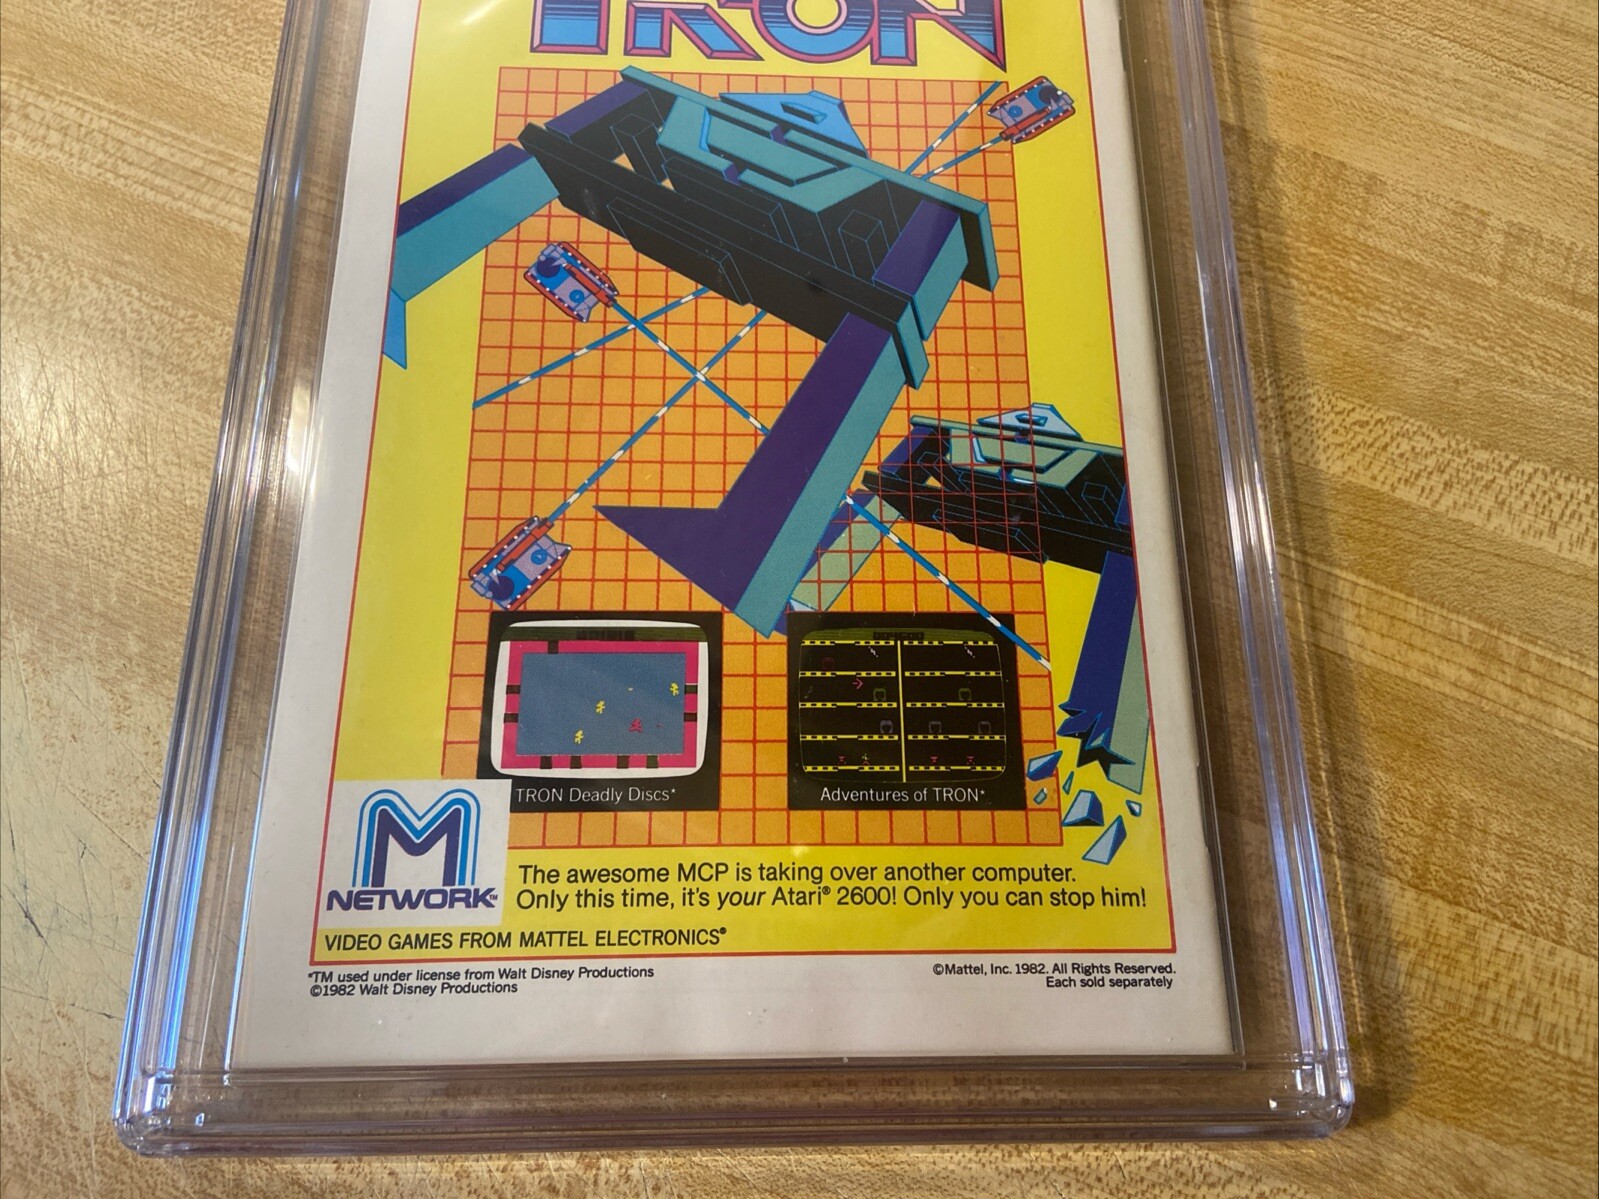 TRON
TRON Deadly Discs*
Adventures of TRON*
M
NETWORK™
The awesome MCP is taking over another computer.
Only this time, it's your Atari® 2600! Only you can stop him!
VIDEO GAMES FROM MATTEL ELECTRONICS®
*TM used under license from Walt Disney Productions
©1982 Walt Disney Productions
©Mattel, Inc. 1982. All Rights Reserved.
Each sold separately